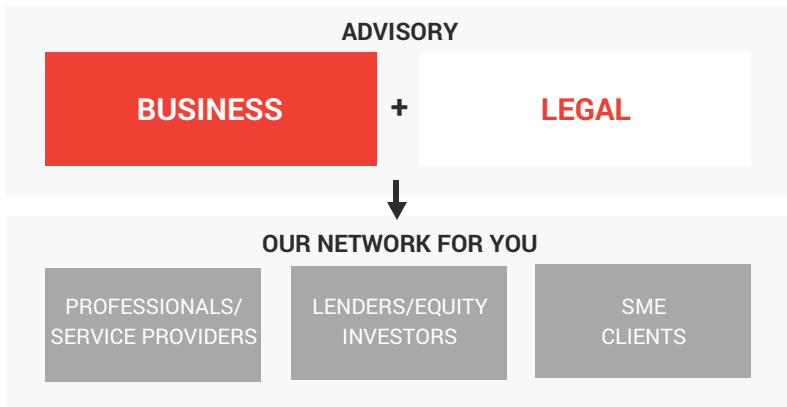 ADVISORY
BUSINESS + LEGAL
OUR NETWORK FOR YOU
PROFESSIONALS/
SERVICE PROVIDERS
LENDERS/EQUITY
INVESTORS
SME
CLIENTS